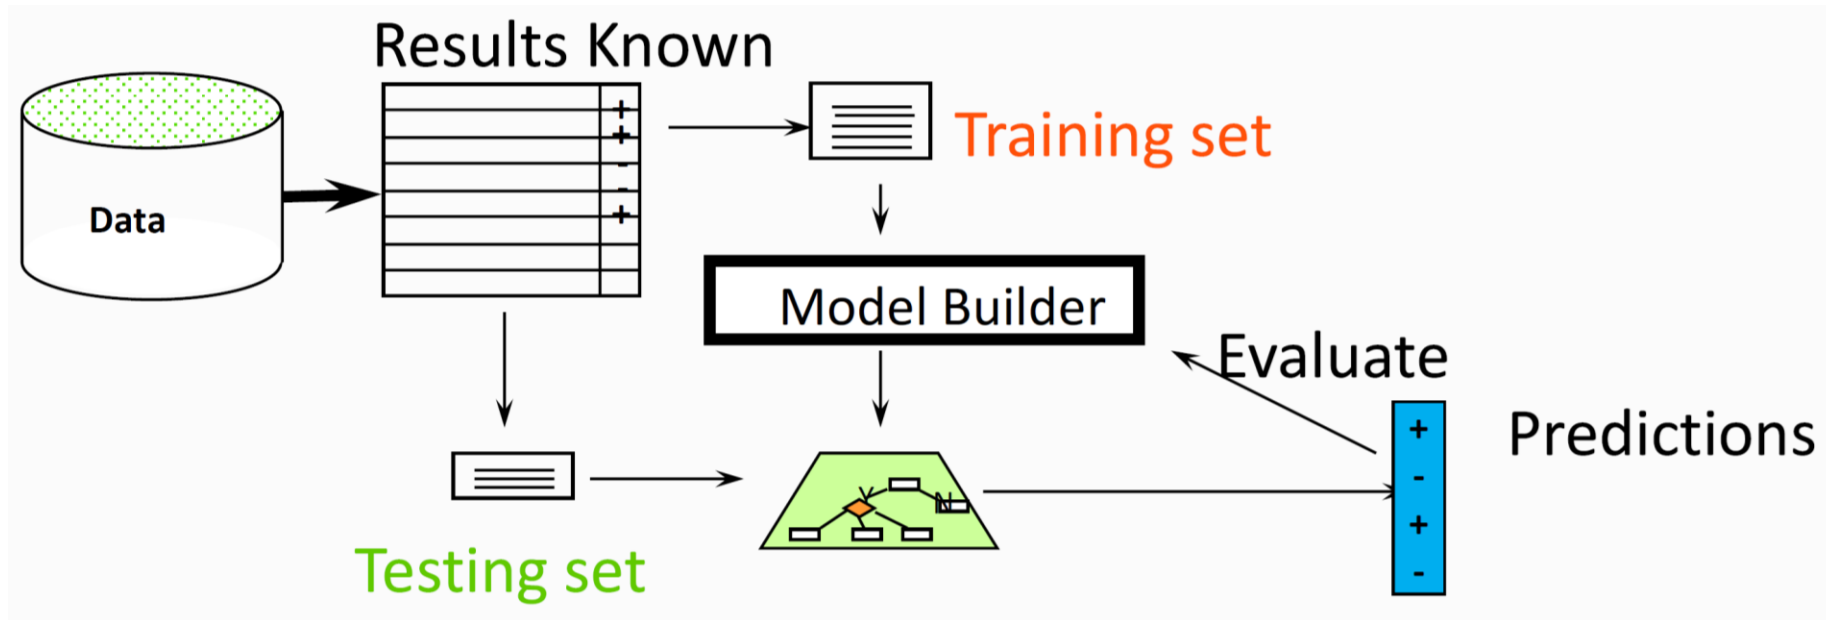 Results Known
+
+
-
-
+
Training set
Data
Model Builder
Evaluate
Predictions
Y
N
+
-
+
-
Testing set